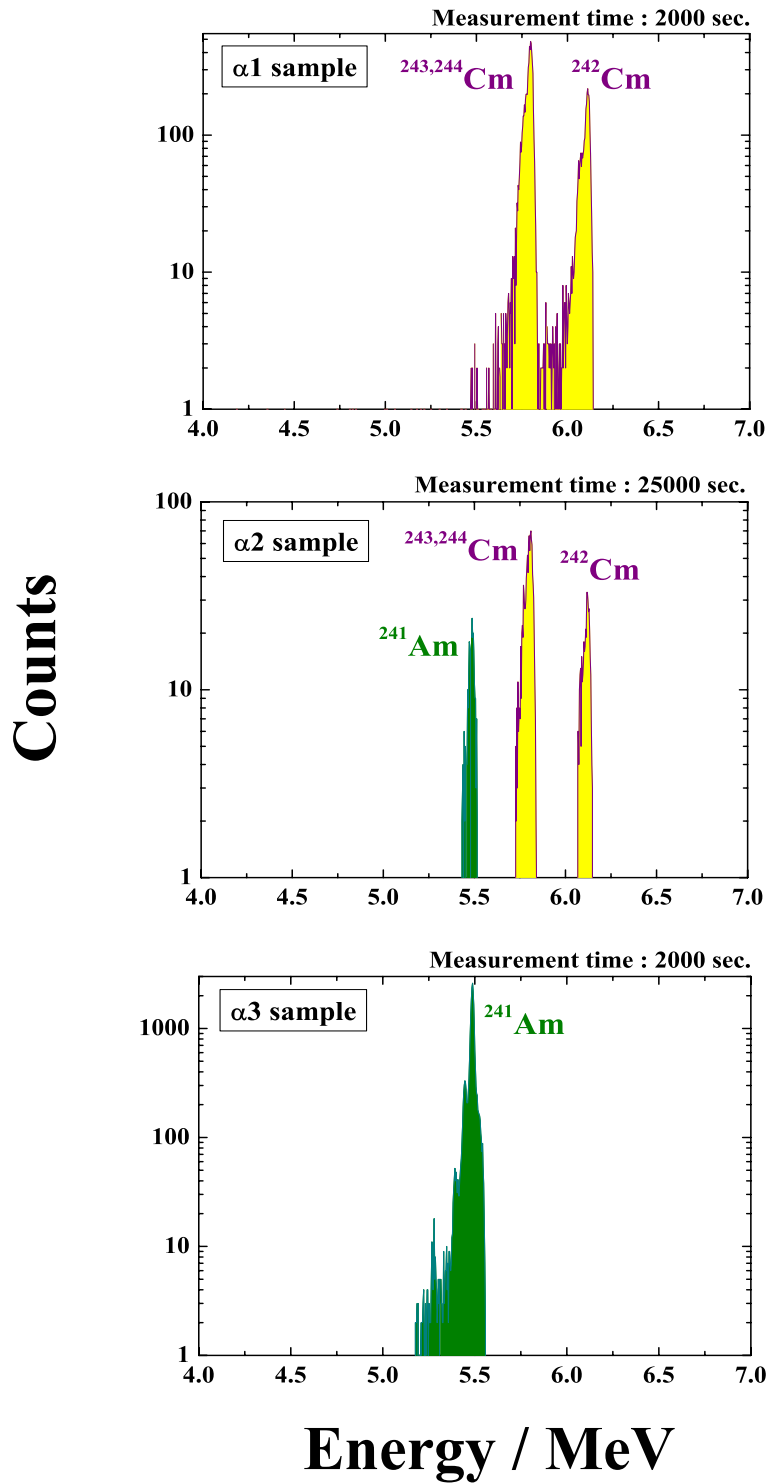 Measurement time : 2000 sec.
α1 sample
243,244Cm
242Cm
100
10
1
4.0 4.5 5.0 5.5 6.0 6.5 7.0
Measurement time : 25000 sec.
α2 sample
243,244Cm
242Cm
241Am
100
10
1
4.0 4.5 5.0 5.5 6.0 6.5 7.0
Counts
Measurement time : 2000 sec.
α3 sample
241Am
1000
100
10
1
4.0 4.5 5.0 5.5 6.0 6.5 7.0
Energy / MeV